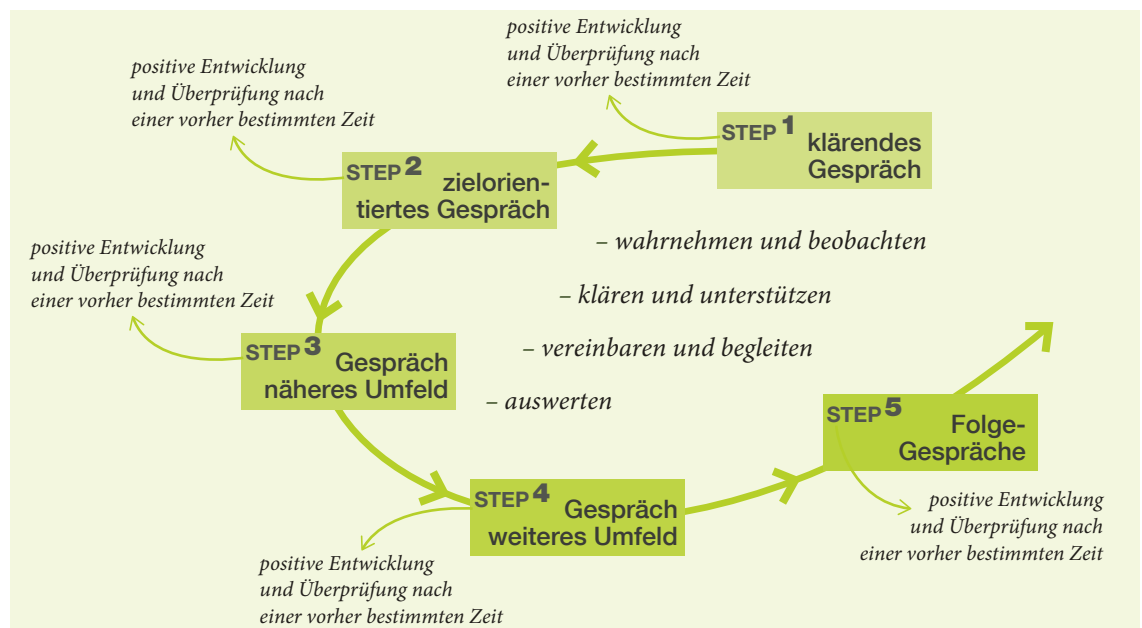 positive Entwicklung
und Überprüfung nach
einer vorher bestimmten Zeit
STEP 1 klärendes
Gespräch
positive Entwicklung
und Überprüfung nach
einer vorher bestimmten Zeit
STEP 2 zielorien-
tiertes Gespräch
– wahrnehmen und beobachten
– klären und unterstützen
– vereinbaren und begleiten
– auswerten
positive Entwicklung
und Überprüfung nach
einer vorher bestimmten Zeit
STEP 3 Gespräch
näheres Umfeld
STEP 4 Gespräch
weiteres Umfeld
positive Entwicklung
und Überprüfung nach
einer vorher bestimmten Zeit
STEP 5 Folge-
Gespräche
positive Entwicklung
und Überprüfung nach
einer vorher bestimmten Zeit